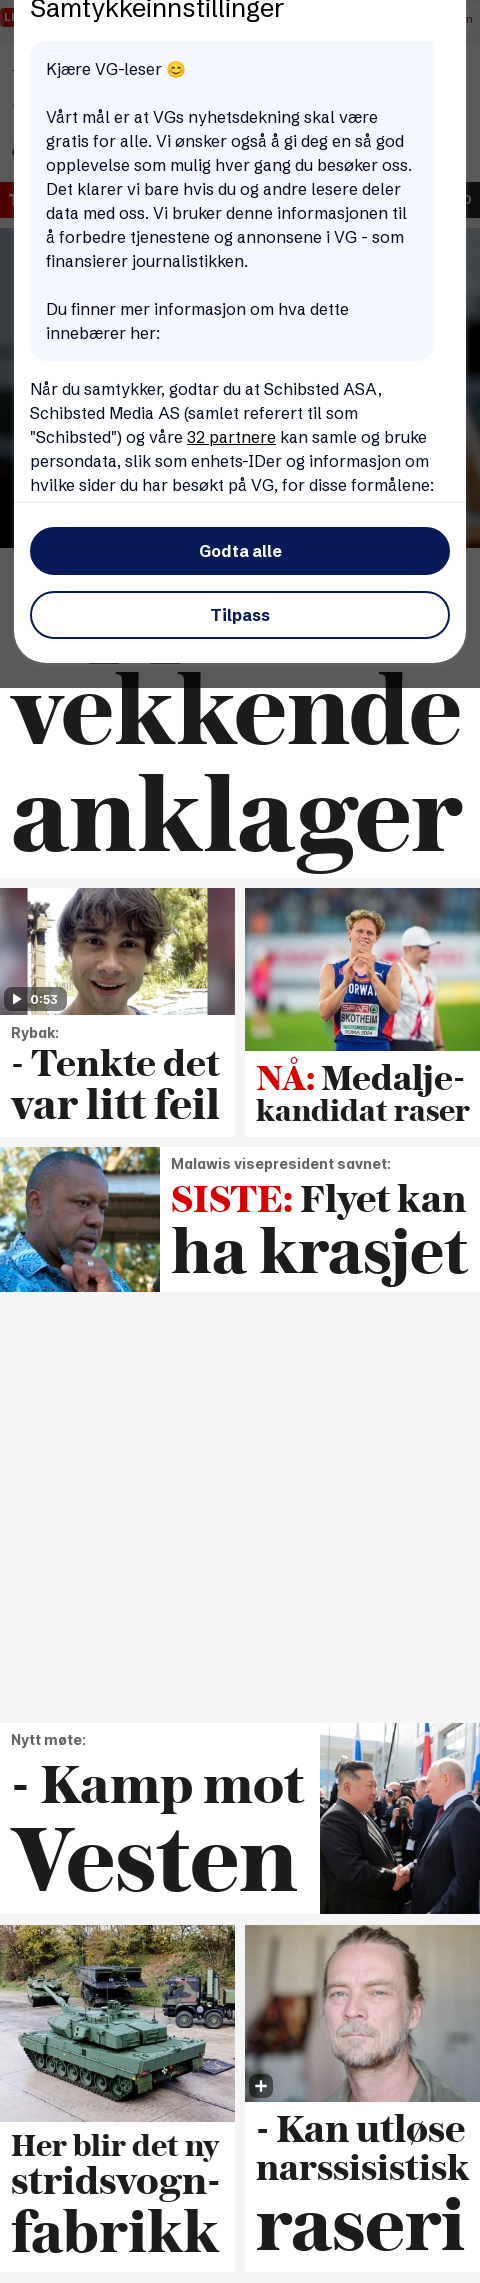 Samtykkeinnstillinger
Kjære VG-leser 😊
Vårt mål er at VGs nyhetsdekning skal være
gratis for alle. Vi ønsker også å gi deg en så god
opplevelse som mulig hver gang du besøker oss.
Det klarer vi bare hvis du og andre lesere deler
data med oss. Vi bruker denne informasjonen til
å forbedre tjenestene og annonsene i VG - som
finansierer journalistikken.
Du finner mer informasjon om hva dette
innebærer her:
Når du samtykker, godtar du at Schibsted ASA,
Schibsted Media AS (samlet referert til som
"Schibsted") og våre 32 partnere kan samle og bruke
persondata, slik som enhets-IDer og informasjon om
hvilke sider du har besøkt på VG, for disse formålene:
Godta alle
Tilpass
vekkende
anklager
0:53
NORWAY
SPAR
SKOTHEIM
ROMA 2024
Rybak:
- Tenkte det
var litt feil
NÅ: Medalje-
kandidat raser
Malawis visepresident savnet:
SISTE: Flyet kan
ha krasjet
Nytt møte:
- Kamp mot
Vesten
Her blir det ny
stridsvogn-
fabrikk
- Kan utløse
narssisistisk
raseri